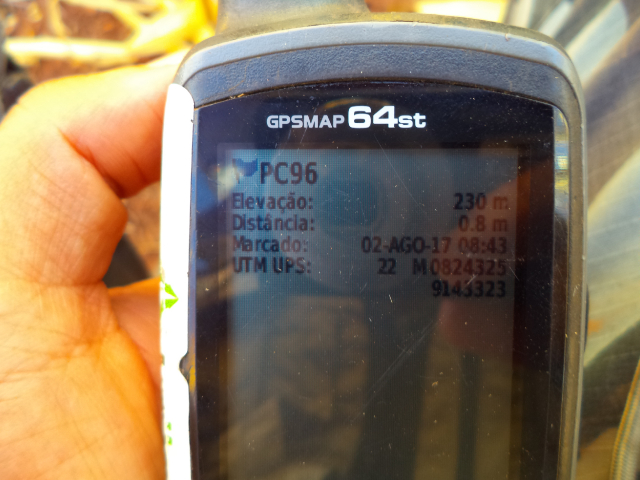 GPSMAP 64st
PC96
Elevação: 230 m
Distância: 0.8 m
Marcado: 02-AGO-17 08:43
UTM UPS: 22 M 0824325
9143323